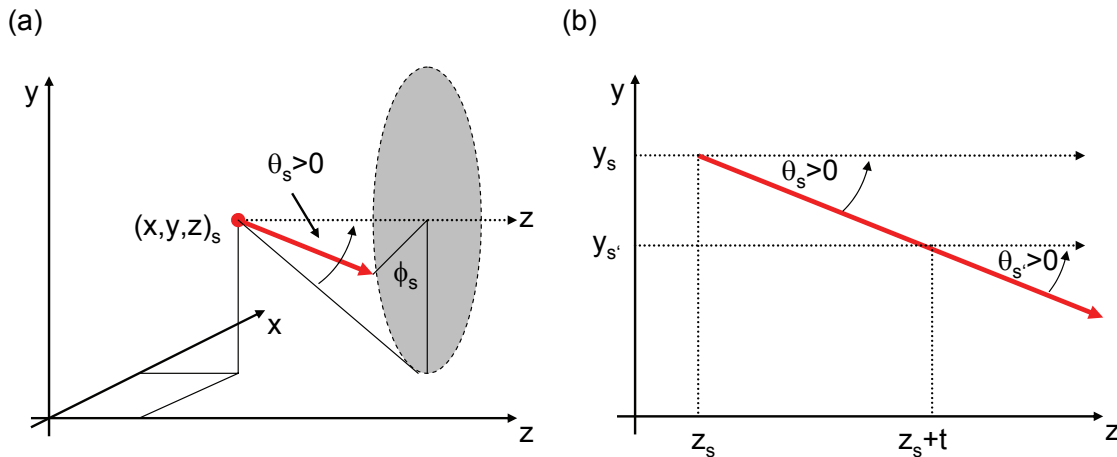 (a)
y
θs>0
z
(x,y,z)s
ϕs
x
z
(b)
y
ys
θs>0
ys'
θs'>0
zs
zs+t
z